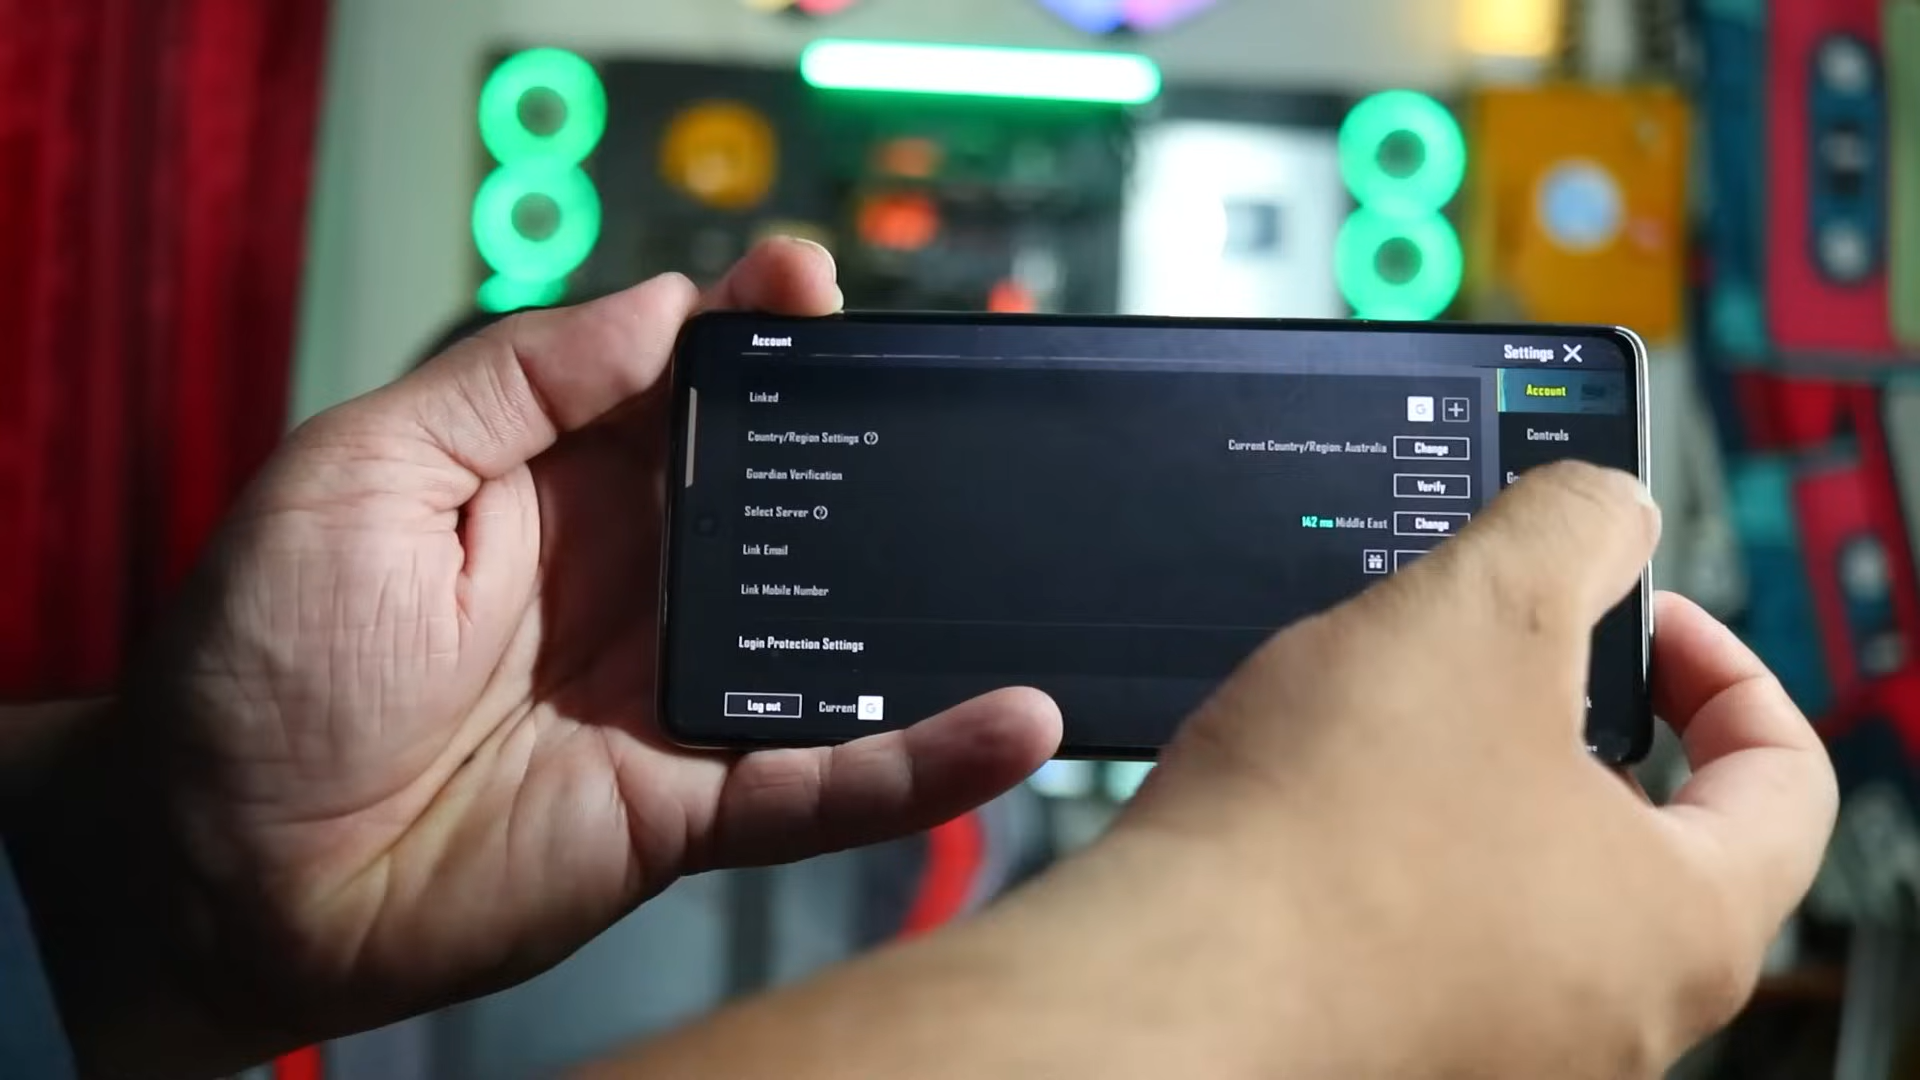 Account
Settings
Account
Linked
G
Controls
Country/Region Settings
Current Country/Region: Australia
Change
Guardian Verification
Verify
Select Server
142 ms Middle East
Change
Link Email
Link Mobile Number
Login Protection Settings
Log out
Current
G